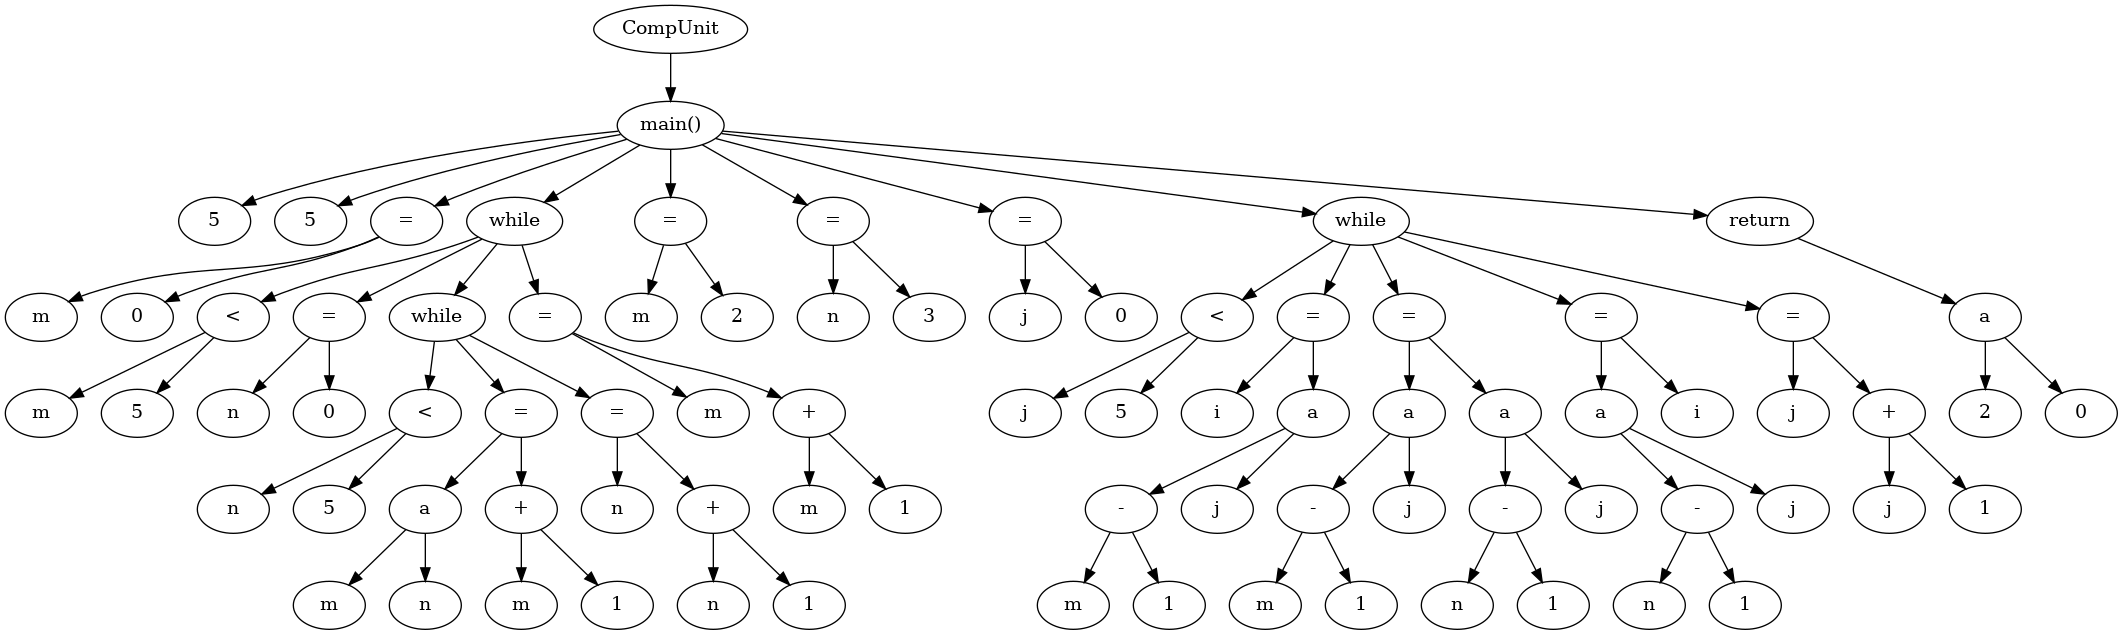 CompUnit
main()
5 5 = while = = = while return
m 0 < = while = m 2 n 3 j 0 < = = = = a
m 5 n 0 < = = m + j 5 i a a a a i j + 2 0
n 5 a + n + m 1 - j - j - j - j j 1
m n m 1 n 1 m 1 m 1 n 1 n 1